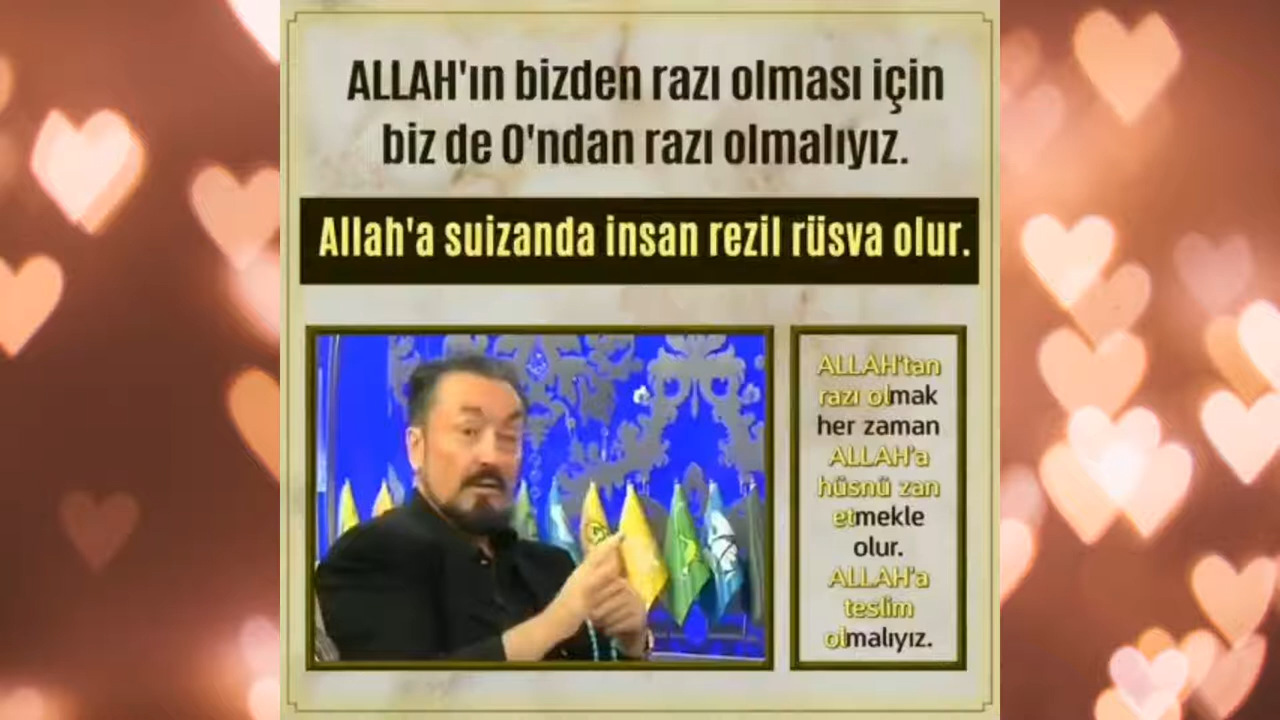 ALLAH'ın bizden razı olması için
biz de O'ndan razı olmalıyız.
Allah'a suizanda insan rezil rüsva olur.
ALLAH'tan
razı olmak
her zaman
ALLAH'a
hüsnü zan
etmekle
olur.
ALLAH'a
teslim
olmalıyız.